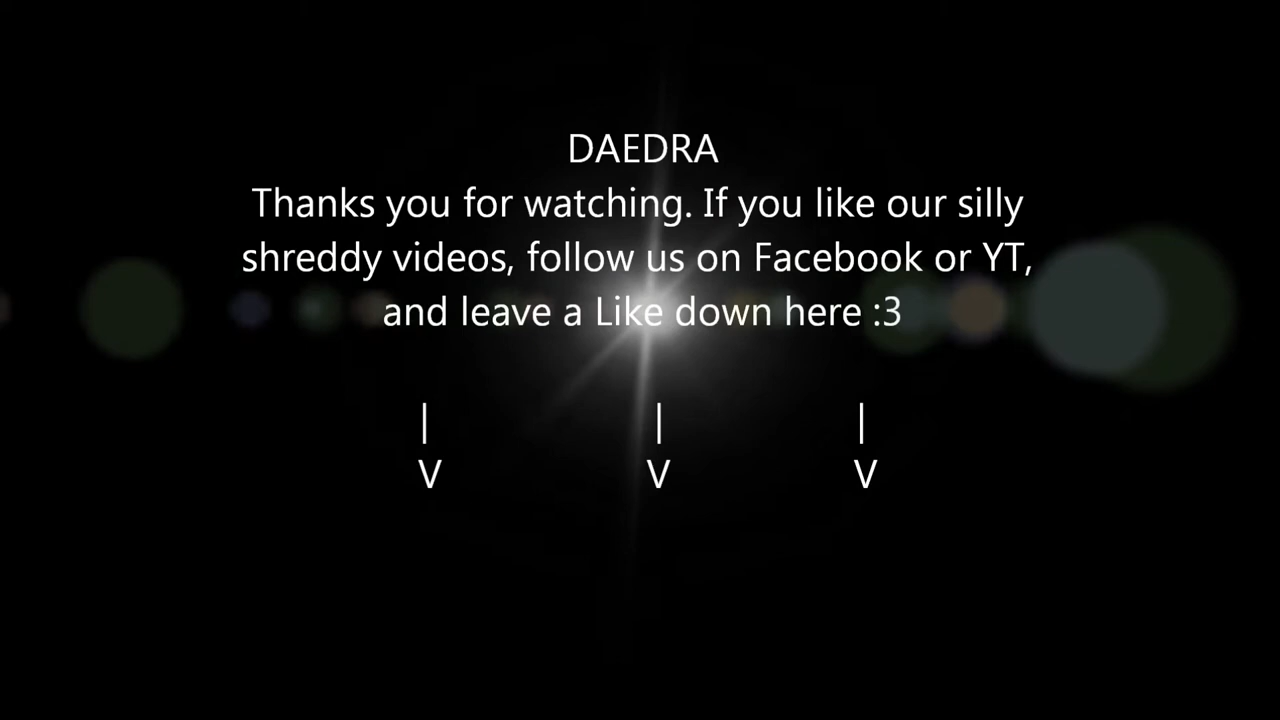 DAEDRA
Thanks you for watching. If you like our silly
shreddy videos, follow us on Facebook or YT,
and leave a Like down here :3
| | |
V V V